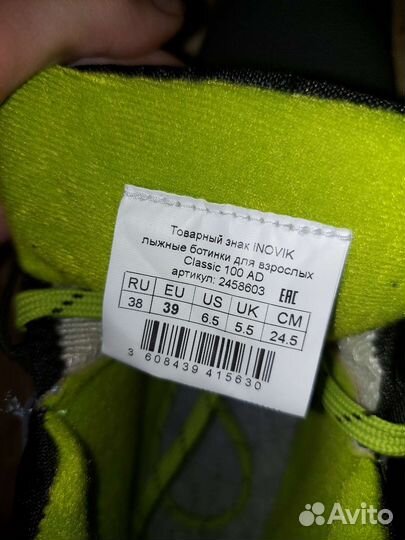 Товарный знак INOVIK
лыжные ботинки для взрослых
Classic 100 AD
артикул: 2458603
RU EU US UK CM
38 39 6.5 5.5 24.5
EAC
3 608439 415630
Avito